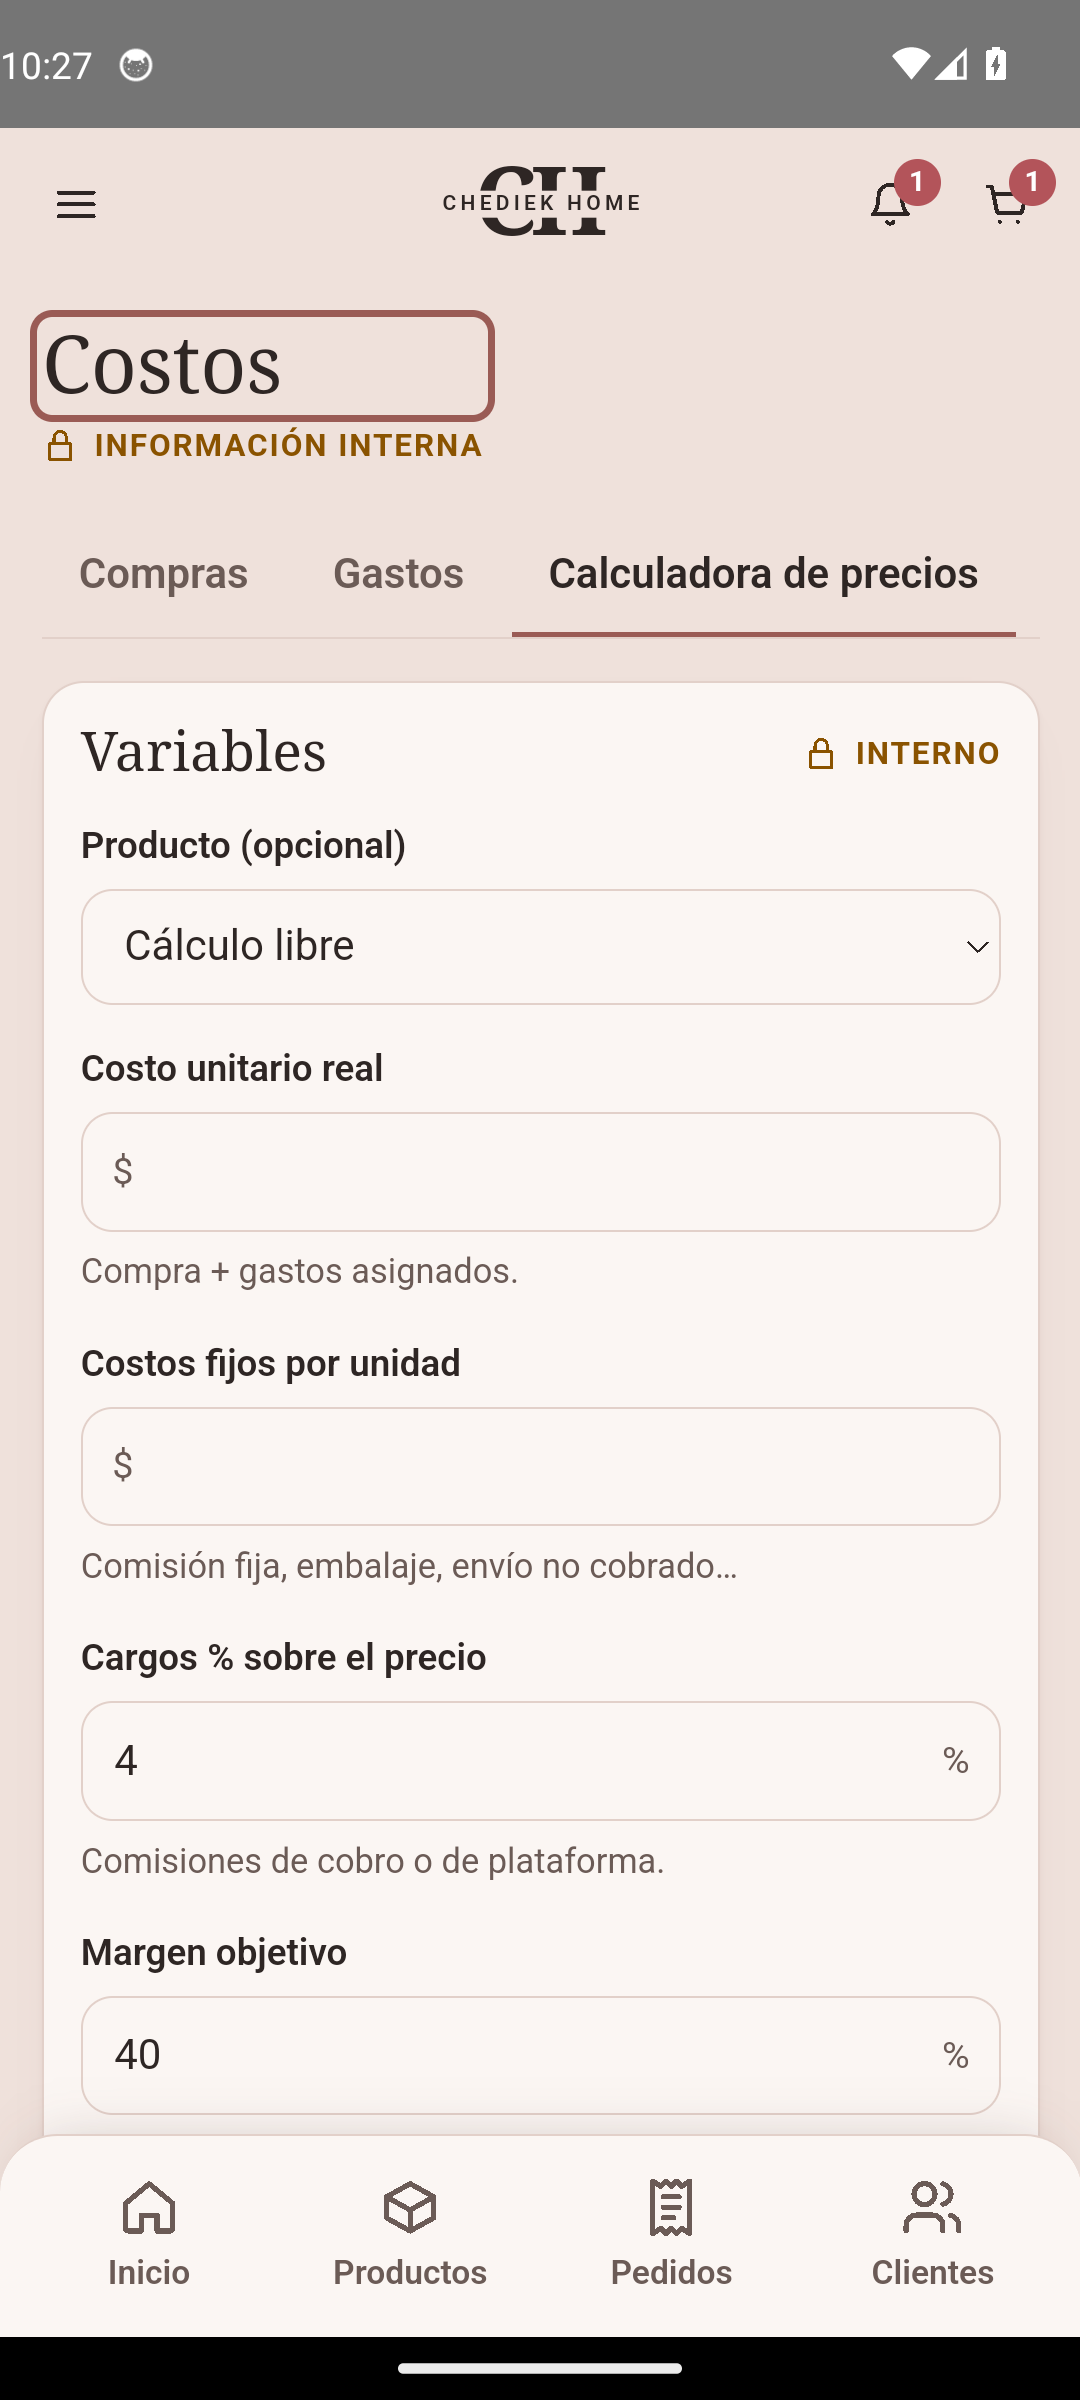 10:27
CH
CHEDIEK HOME
1
1
Costos
INFORMACIÓN INTERNA
Compras
Gastos
Calculadora de precios
Variables
INTERNO
Producto (opcional)
Cálculo libre
Costo unitario real
$
Compra + gastos asignados.
Costos fijos por unidad
$
Comisión fija, embalaje, envío no cobrado…
Cargos % sobre el precio
4 %
Comisiones de cobro o de plataforma.
Margen objetivo
40 %
Inicio
Productos
Pedidos
Clientes